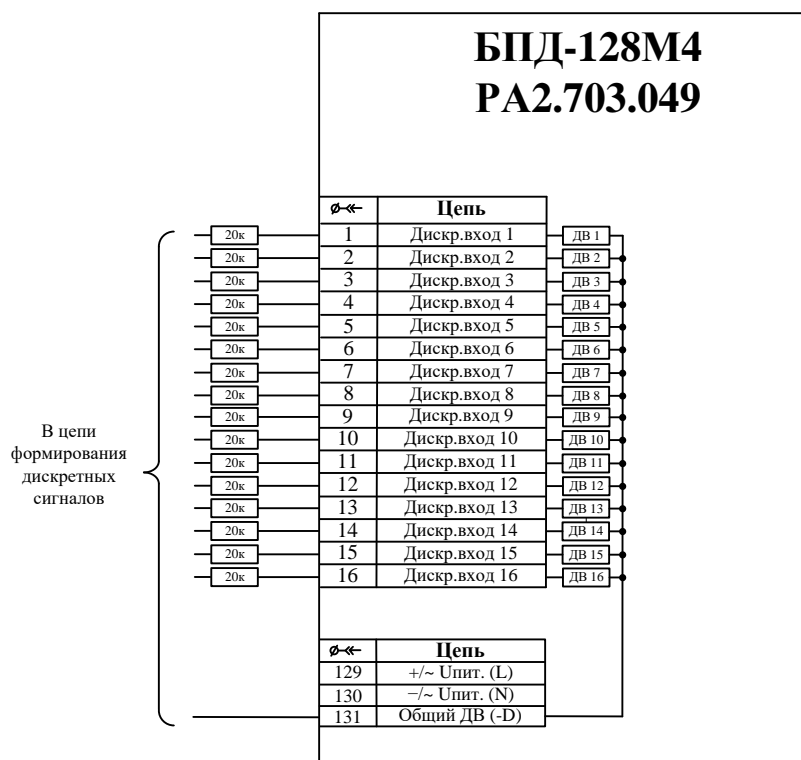 БПД-128М4
РА2.703.049
Цепь
20к 1 Дискр.вход 1 ДВ 1
20к 2 Дискр.вход 2 ДВ 2
20к 3 Дискр.вход 3 ДВ 3
20к 4 Дискр.вход 4 ДВ 4
20к 5 Дискр.вход 5 ДВ 5
20к 6 Дискр.вход 6 ДВ 6
20к 7 Дискр.вход 7 ДВ 7
20к 8 Дискр.вход 8 ДВ 8
20к 9 Дискр.вход 9 ДВ 9
20к 10 Дискр.вход 10 ДВ 10
20к 11 Дискр.вход 11 ДВ 11
20к 12 Дискр.вход 12 ДВ 12
20к 13 Дискр.вход 13 ДВ 13
20к 14 Дискр.вход 14 ДВ 14
20к 15 Дискр.вход 15 ДВ 15
20к 16 Дискр.вход 16 ДВ 16
В цепи
формирования
дискретных
сигналов
Цепь
129 +/~ Uпит. (L)
130 −/~ Uпит. (N)
131 Общий ДВ (-D)